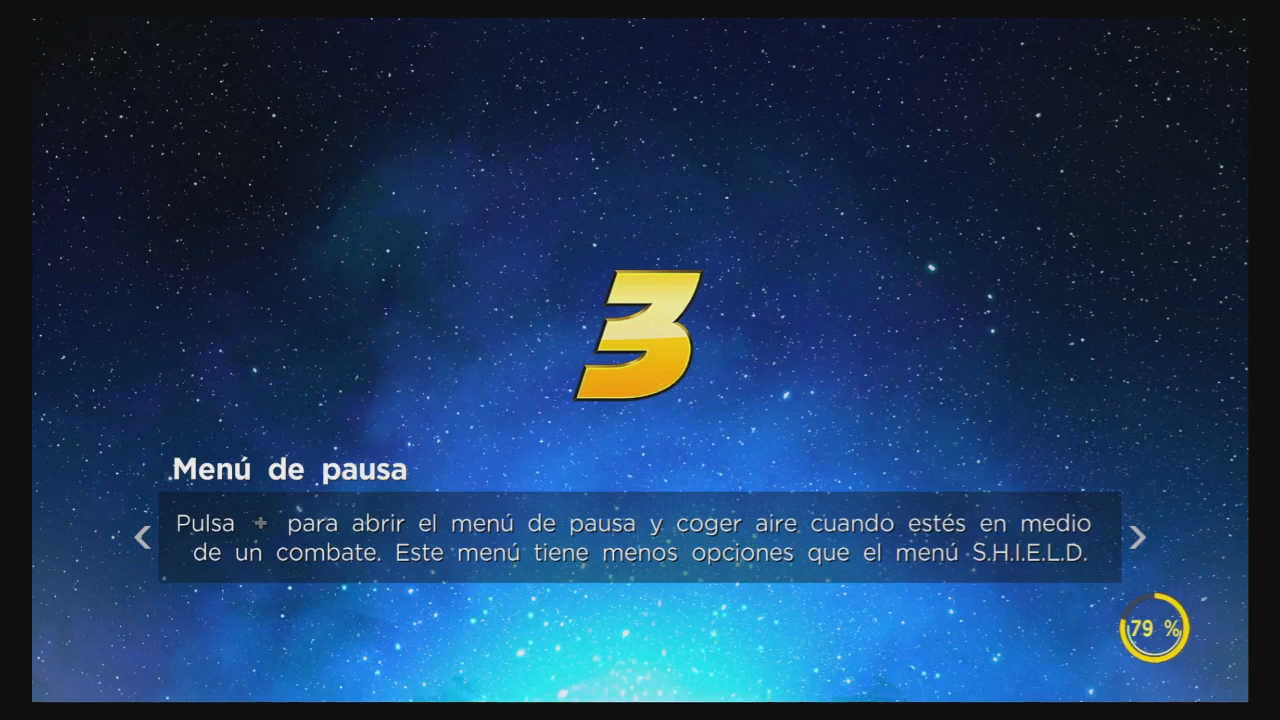 3
Menú de pausa
Pulsa + para abrir el menú de pausa y coger aire cuando estés en medio
de un combate. Este menú tiene menos opciones que el menú S.H.I.E.L.D.
79 %